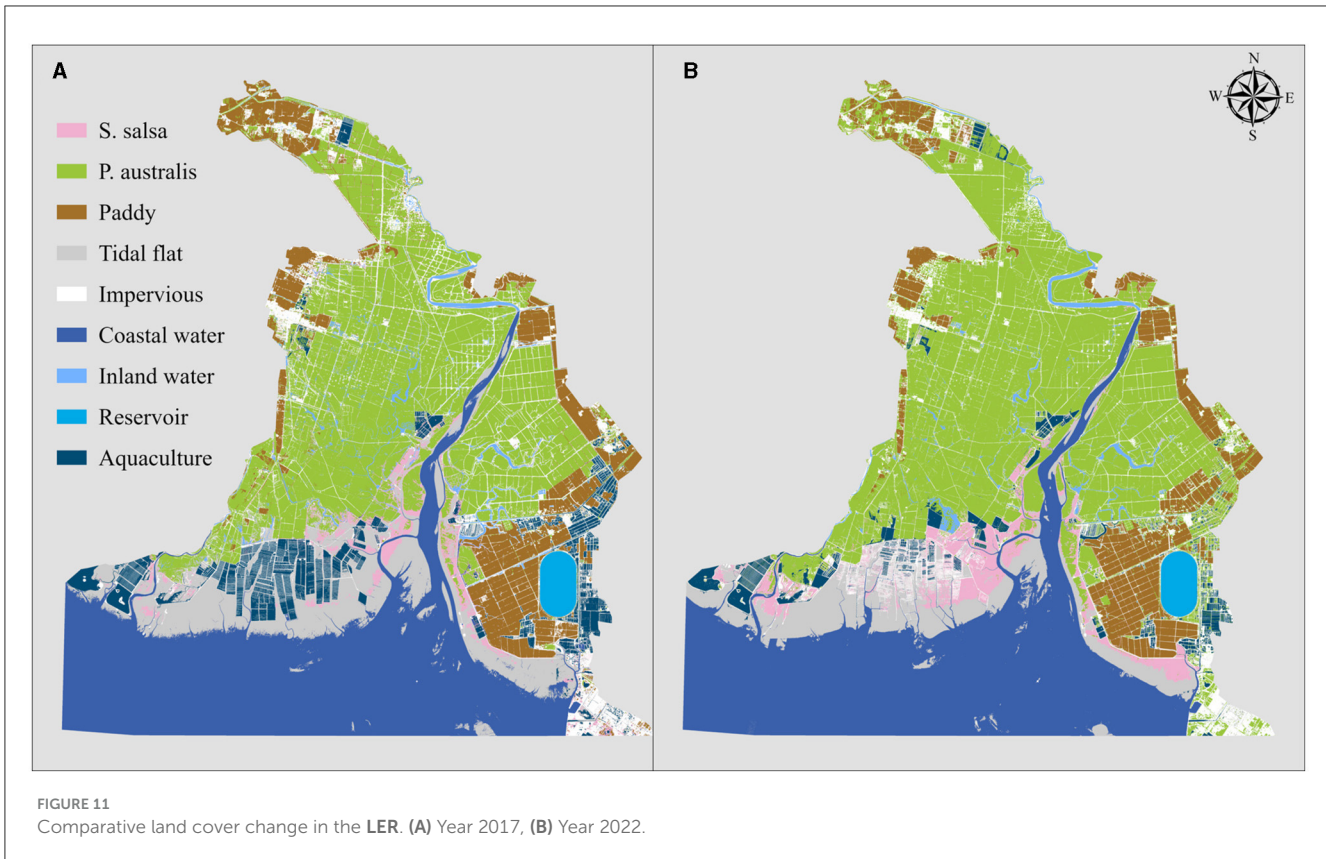 A
B
N
W
E
S
S. salsa
P. australis
Paddy
Tidal flat
Impervious
Coastal water
Inland water
Reservoir
Aquaculture
FIGURE 11
Comparative land cover change in the LER. (A) Year 2017, (B) Year 2022.